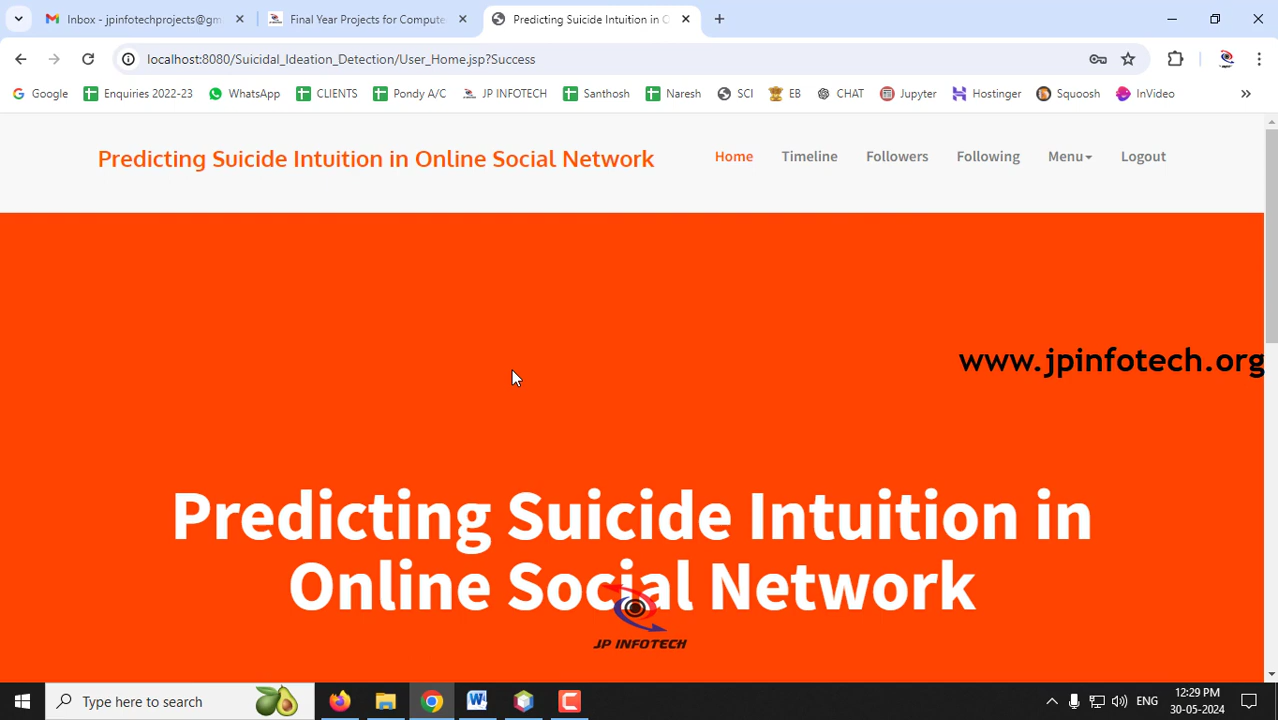 Inbox - jpinfotechprojects@gm
Final Year Projects for Compute
Predicting Suicide Intuition in O
localhost:8080/Suicidal_Ideation_Detection/User_Home.jsp?Success
Google
Enquiries 2022-23
WhatsApp
CLIENTS
Pondy A/C
JP INFOTECH
Santhosh
Naresh
SCI
EB
CHAT
Jupyter
Hostinger
Squoosh
InVideo
Predicting Suicide Intuition in Online Social Network
Home
Timeline
Followers
Following
Menu
Logout
www.jpinfotech.org
Predicting Suicide Intuition in
Online Social Network
JP INFOTECH
Type here to search
ENG
12:29 PM
30-05-2024